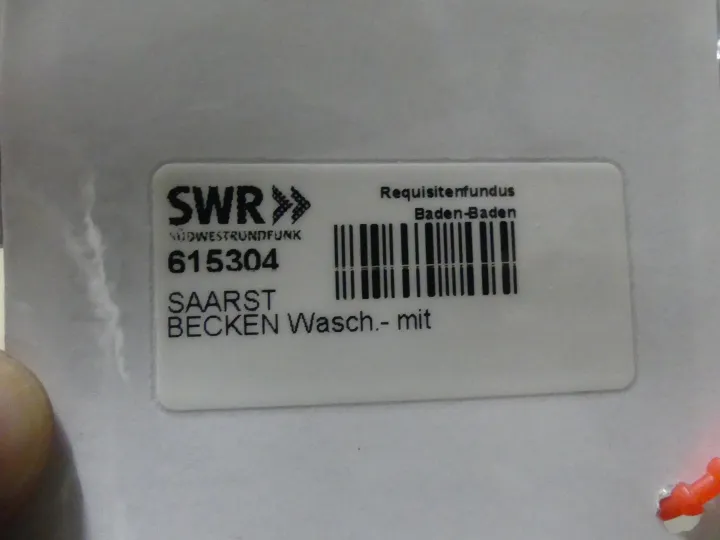 SWR
Requisitenfundus
Baden-Baden
SÜDWESTRUNDFUNK
615304
SAARST
BECKEN Wasch.- mit